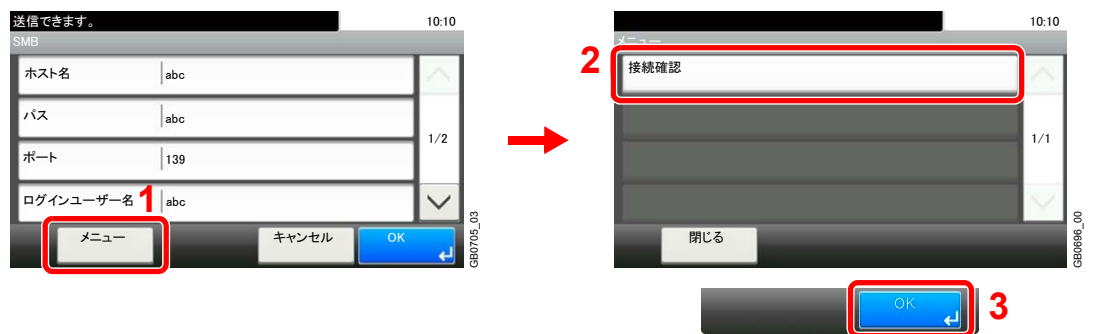 送信できます。 10:10
SMB
ホスト名 abc
パス abc
ポート 139
ログインユーザー名 abc
1/2
1
メニュー キャンセル OK
GB0705_03
10:10
メニュー
2
接続確認
1/1
閉じる
GB0696_00
OK
3